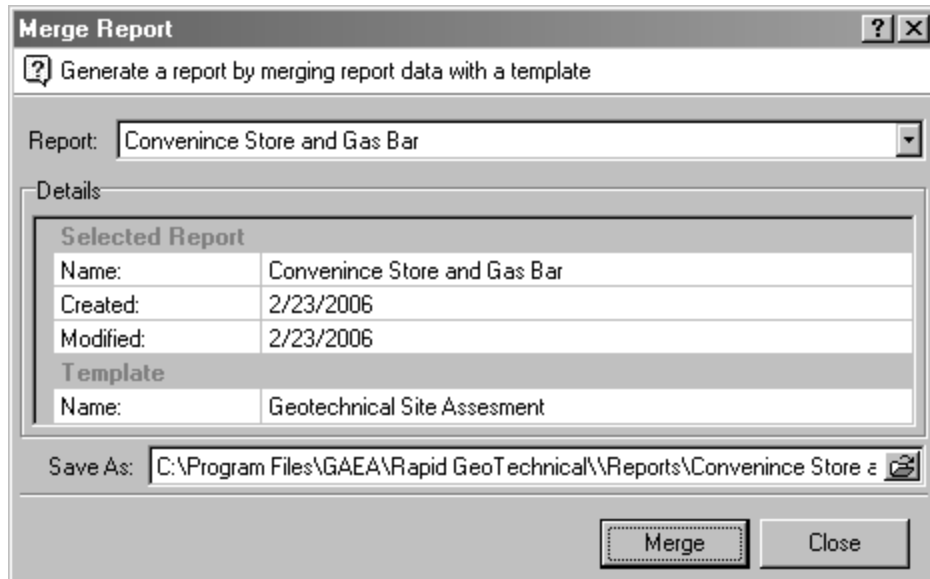 Merge Report
Generate a report by merging report data with a template
Report: Convenince Store and Gas Bar
Details
Selected Report
Name: Convenince Store and Gas Bar
Created: 2/23/2006
Modified: 2/23/2006
Template
Name: Geotechnical Site Assesment
Save As: C:\Program Files\GAEA\Rapid GeoTechnical\\Reports\Convenince Store a
Merge Close